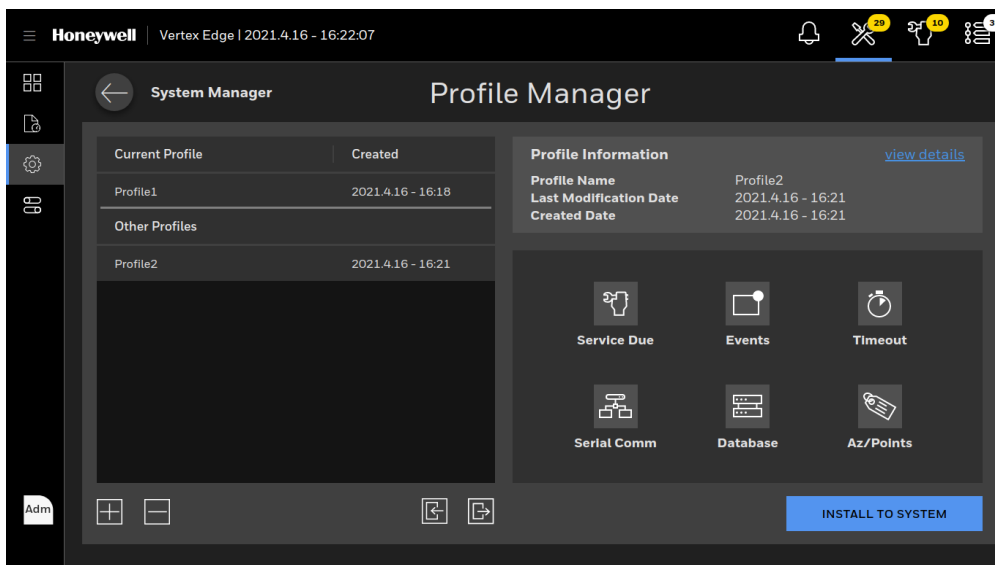 Honeywell Vertex Edge | 2021.4.16 - 16:22:07 29 10 3
System Manager Profile Manager
Current Profile Created
Profile1 2021.4.16 - 16:18
Other Profiles
Profile2 2021.4.16 - 16:21
Profile Information view details
Profile Name Profile2
Last Modification Date 2021.4.16 - 16:21
Created Date 2021.4.16 - 16:21
Service Due Events Timeout
Serial Comm Database Az/Points
Adm
INSTALL TO SYSTEM